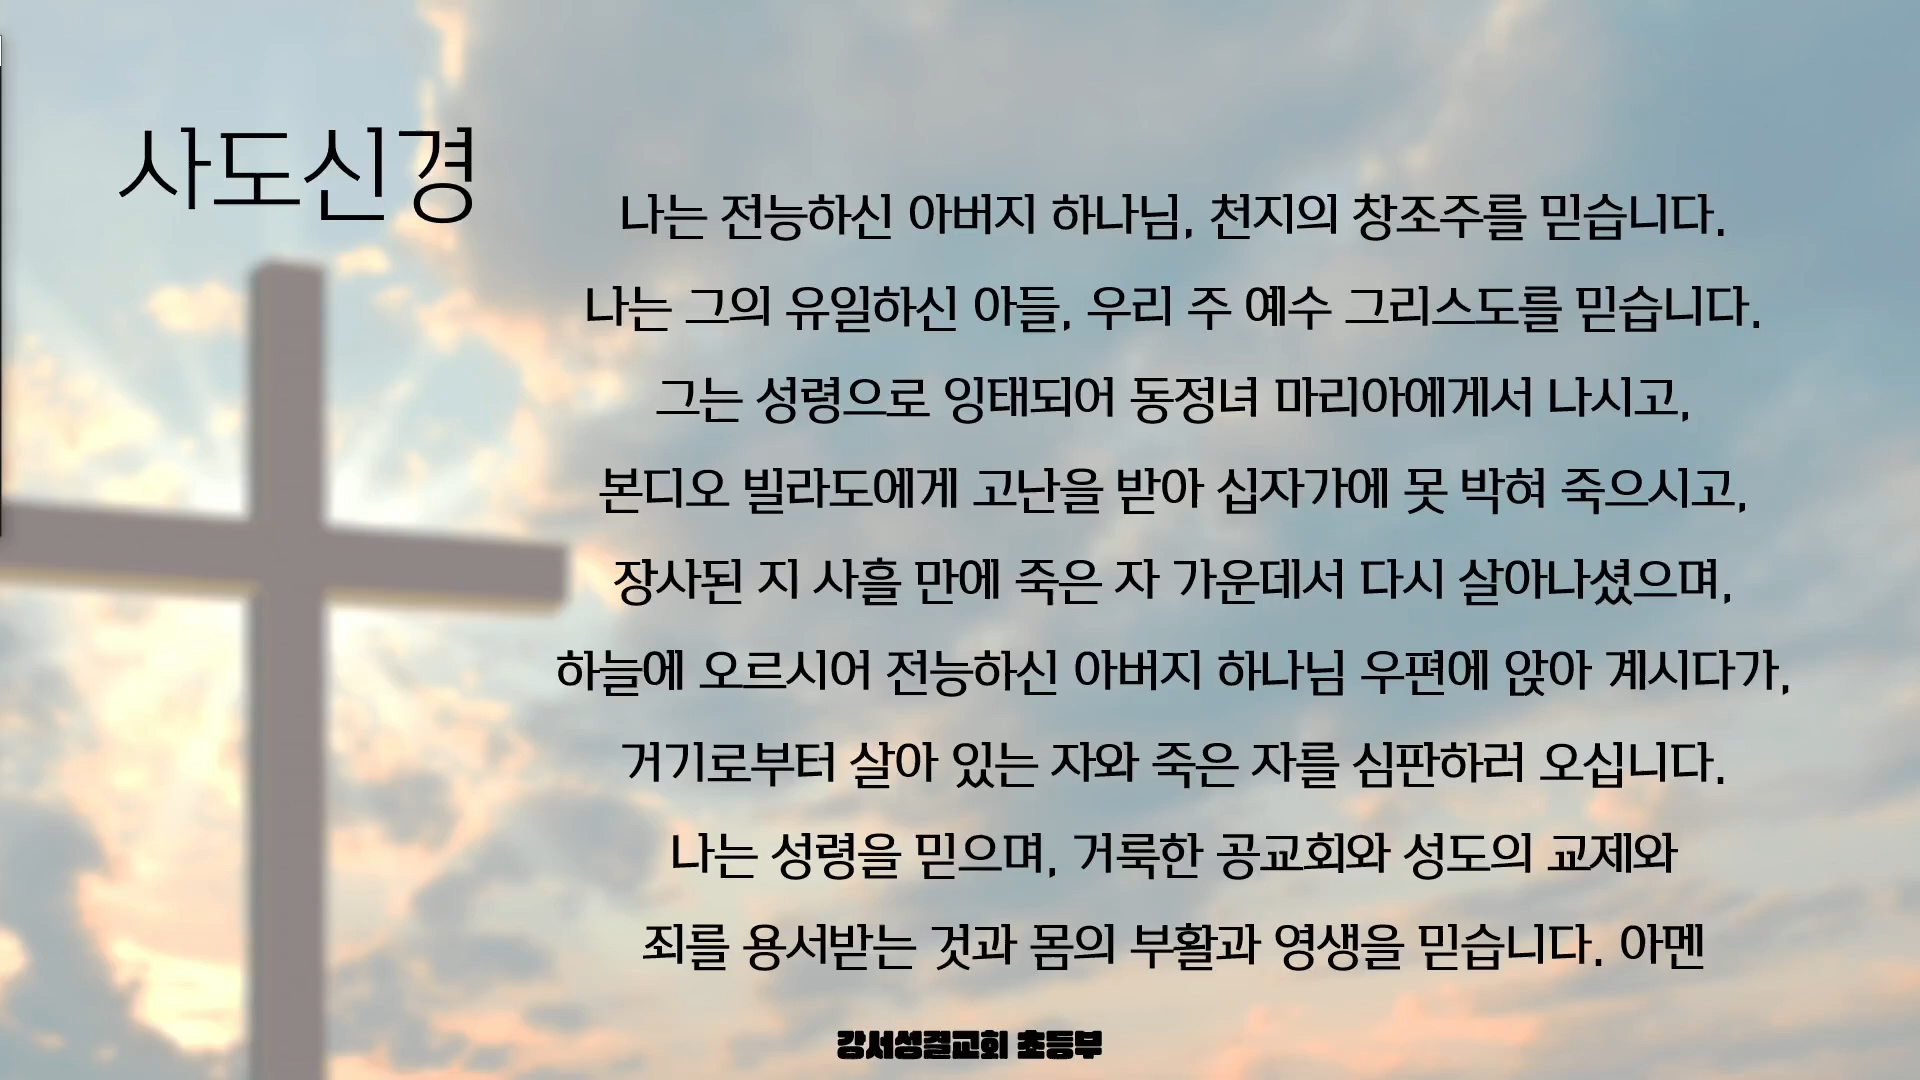 사도신경
나는 전능하신 아버지 하나님, 천지의 창조주를 믿습니다.
나는 그의 유일하신 아들, 우리 주 예수 그리스도를 믿습니다.
그는 성령으로 잉태되어 동정녀 마리아에게서 나시고,
본디오 빌라도에게 고난을 받아 십자가에 못 박혀 죽으시고,
장사된 지 사흘 만에 죽은 자 가운데서 다시 살아나셨으며,
하늘에 오르시어 전능하신 아버지 하나님 우편에 앉아 계시다가,
거기로부터 살아 있는 자와 죽은 자를 심판하러 오십니다.
나는 성령을 믿으며, 거룩한 공교회와 성도의 교제와
죄를 용서받는 것과 몸의 부활과 영생을 믿습니다. 아멘
강서성결교회 초등부